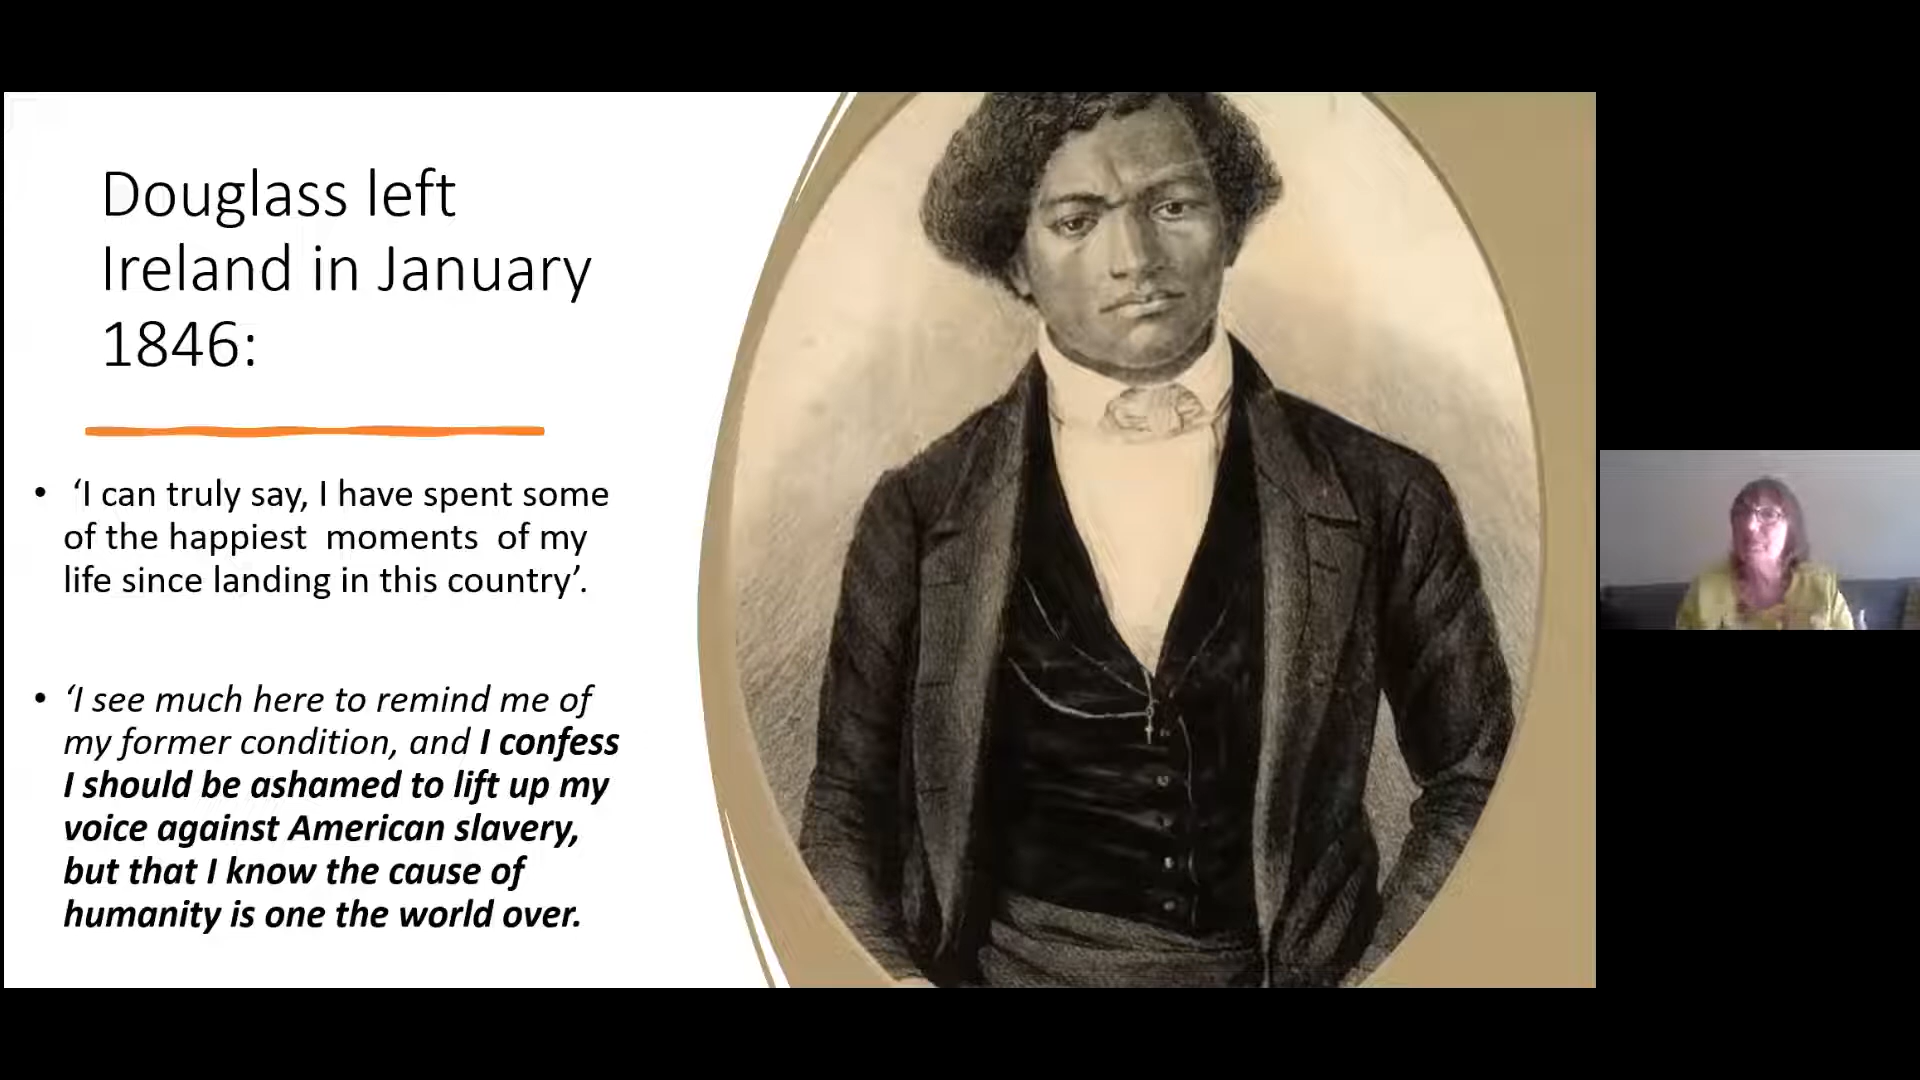 Douglass left
Ireland in January
1846:
• ‘I can truly say, I have spent some
of the happiest moments of my
life since landing in this country’.
• ‘I see much here to remind me of
my former condition, and I confess
I should be ashamed to lift up my
voice against American slavery,
but that I know the cause of
humanity is one the world over.